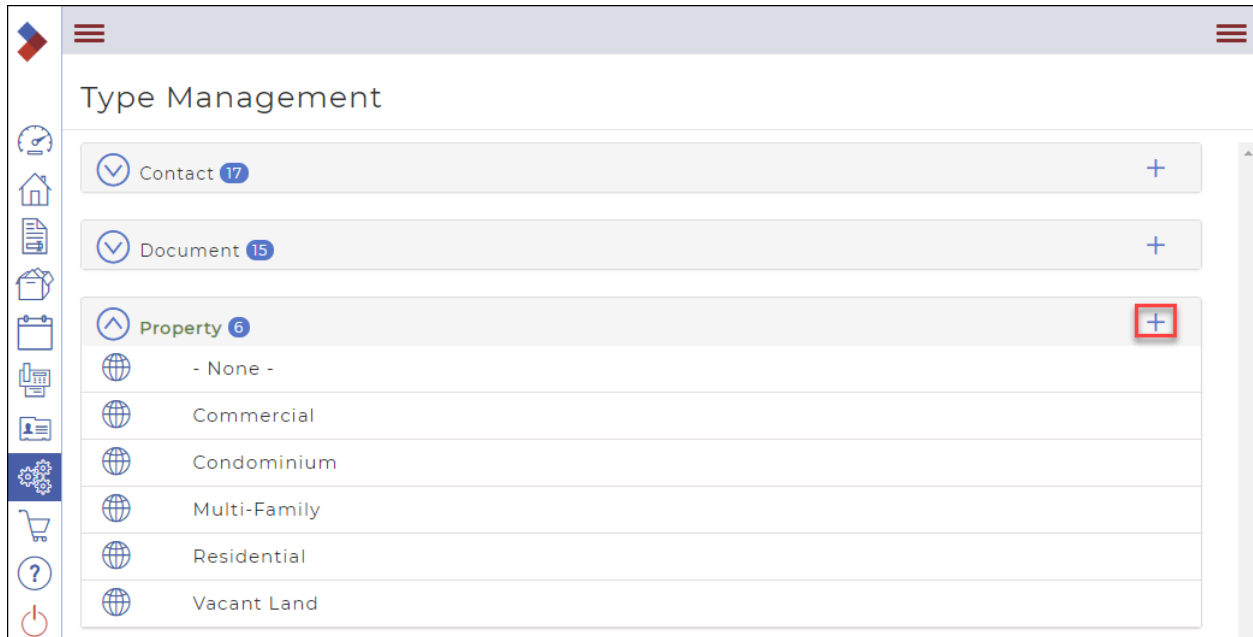 Type Management
Contact 17
Document 15
Property 6
- None -
Commercial
Condominium
Multi-Family
Residential
Vacant Land